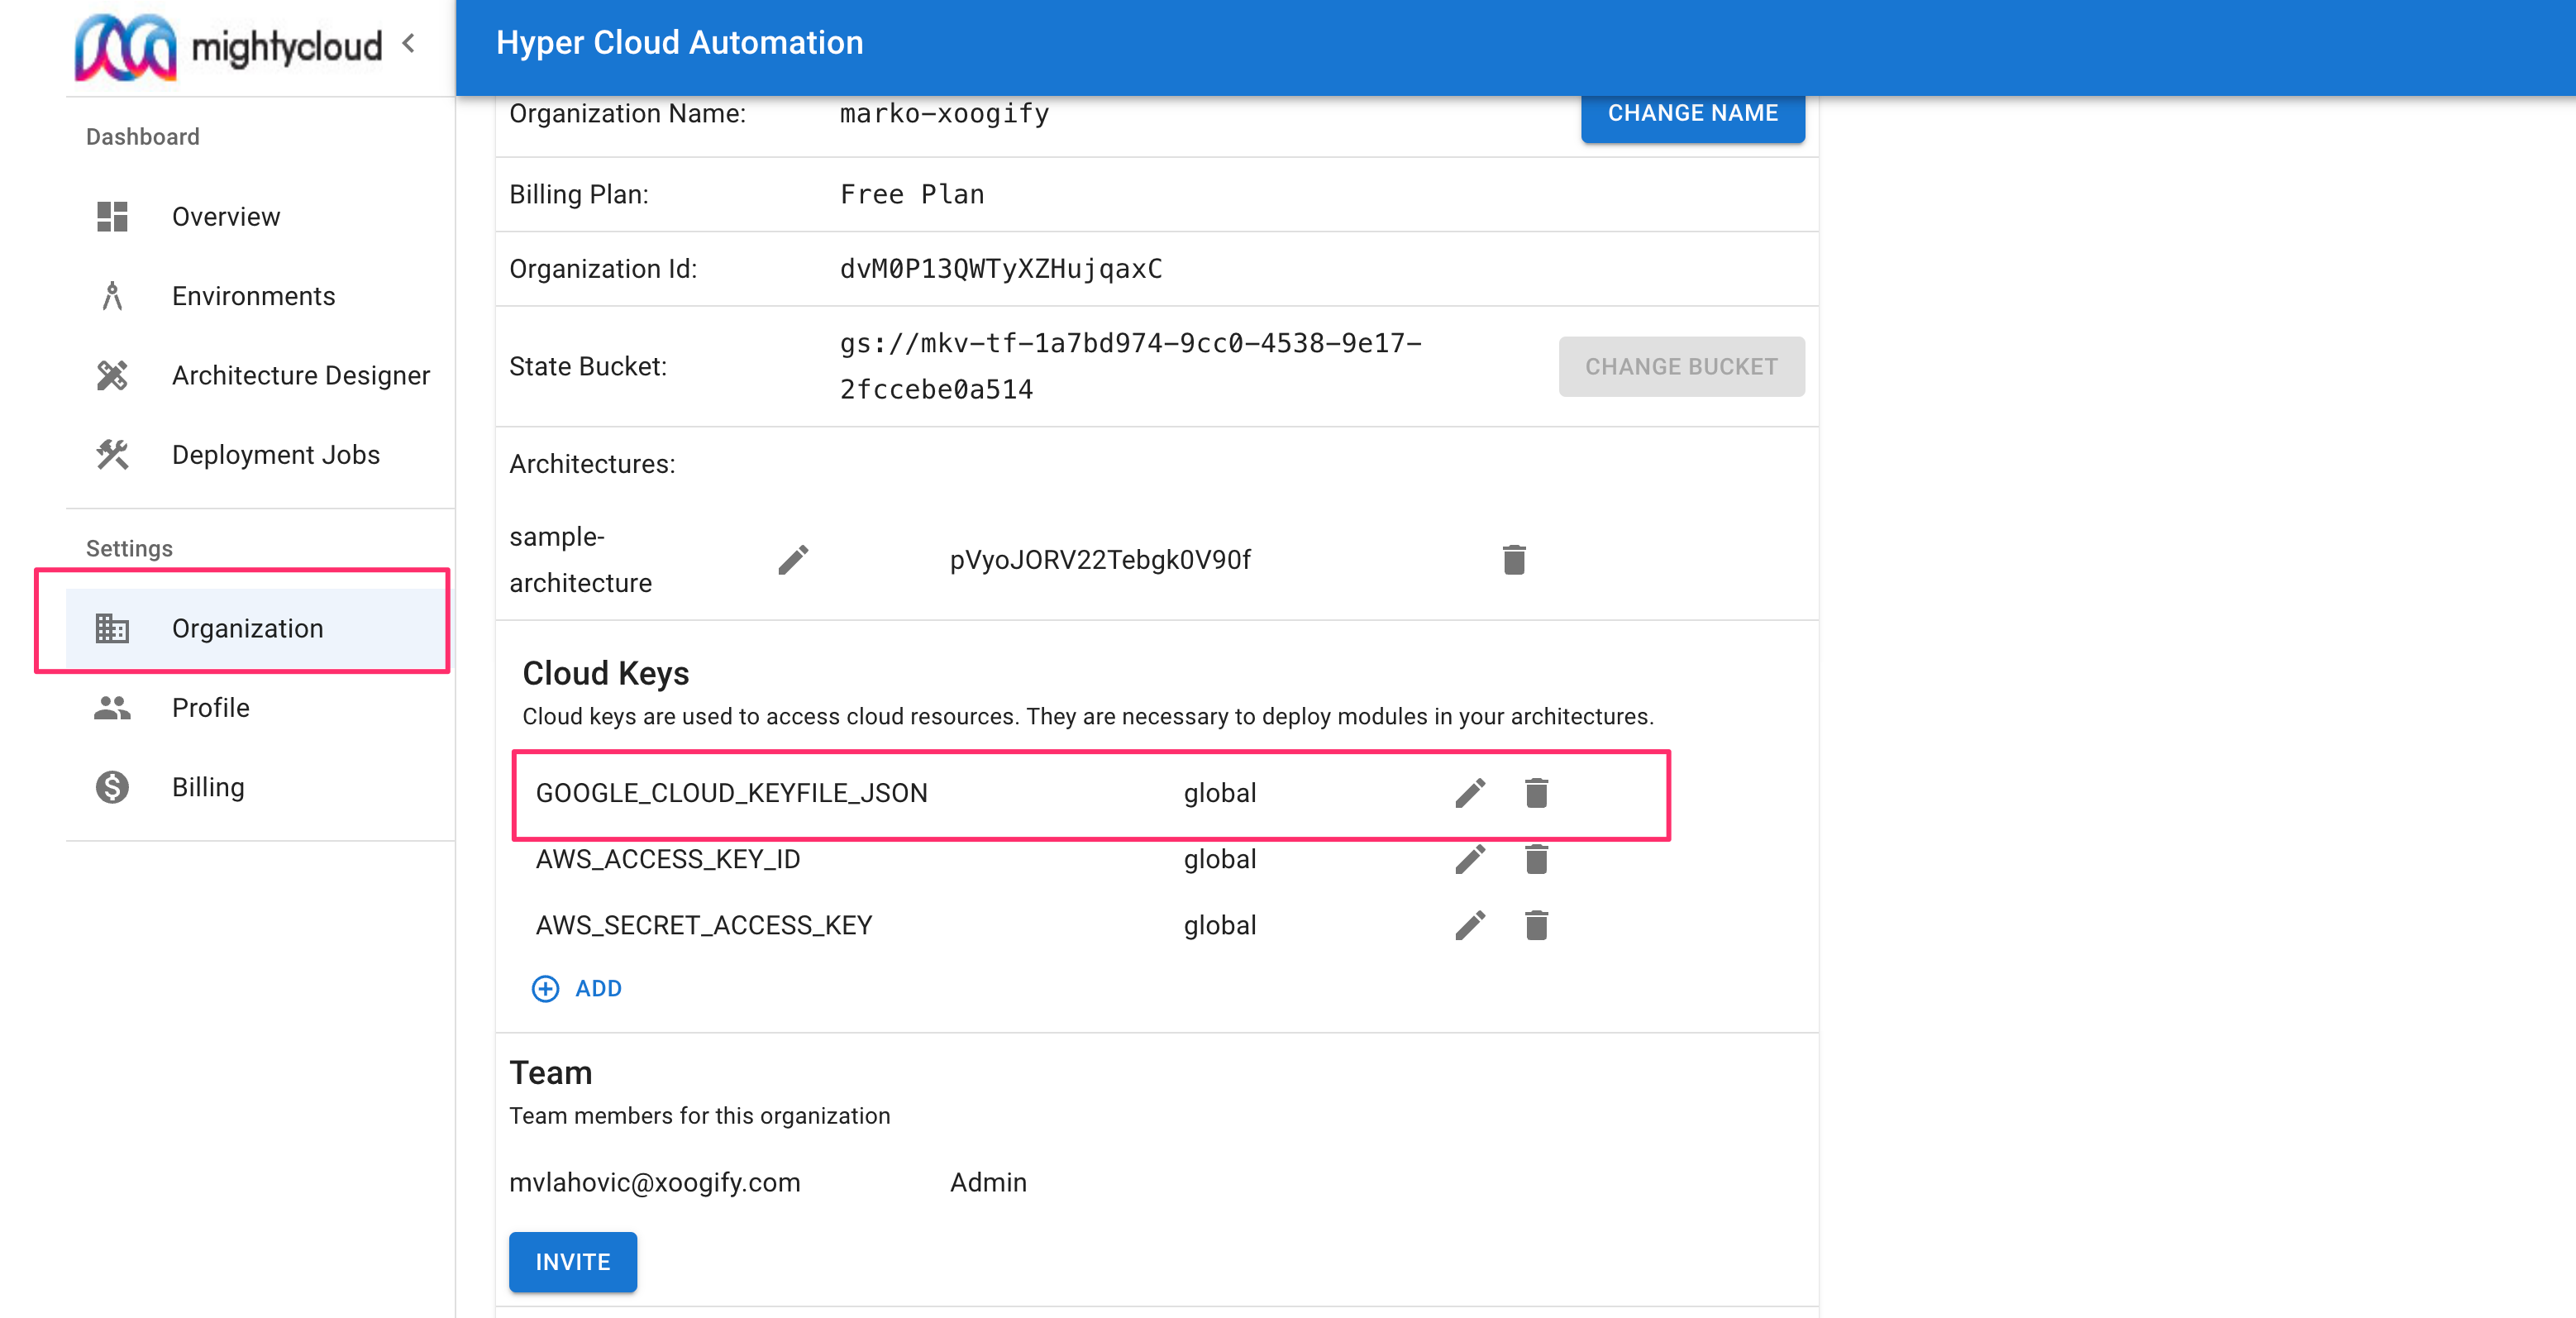 mightycloud
Hyper Cloud Automation
Dashboard
Overview
Environments
Architecture Designer
Deployment Jobs
Settings
Organization
Profile
Billing
Organization Name: marko-xoogify CHANGE NAME
Billing Plan: Free Plan
Organization Id: dvM0P13QWTyXZHujqaxC
State Bucket: gs://mkv-tf-1a7bd974-9cc0-4538-9e17-
2fccebe0a514 CHANGE BUCKET
Architectures:
sample-
architecture pVyoJORV22Tebgk0V90f
Cloud Keys
Cloud keys are used to access cloud resources. They are necessary to deploy modules in your architectures.
GOOGLE_CLOUD_KEYFILE_JSON global
AWS_ACCESS_KEY_ID global
AWS_SECRET_ACCESS_KEY global
ADD
Team
Team members for this organization
mvlahovic@xoogify.com Admin
INVITE